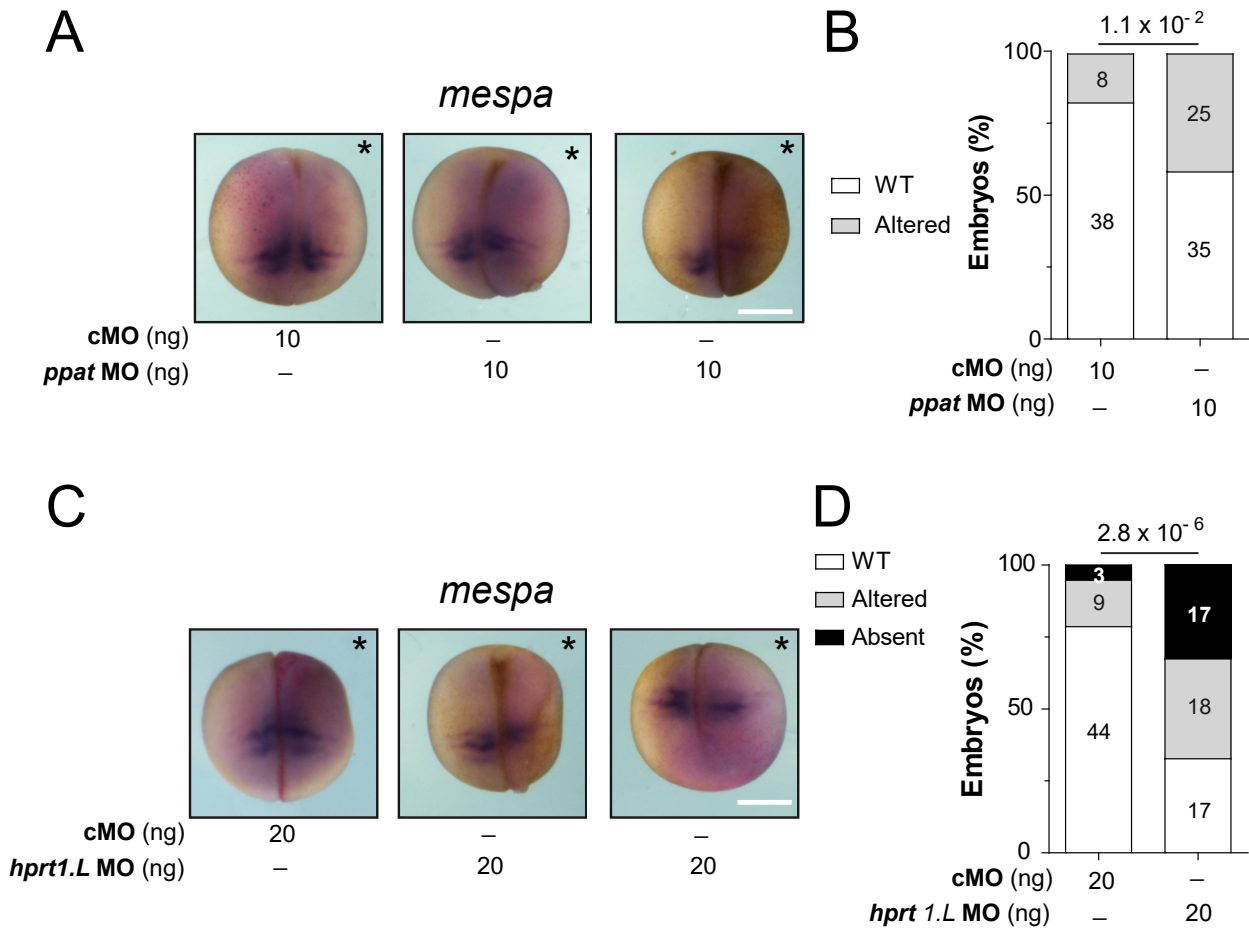 A
mespa
* * *
cMO (ng) 10 – –
ppat MO (ng) – 10 10
B
1.1 x 10-2
WT
Altered
Embryos (%)
100
50
0
8
38
25
35
cMO (ng) 10 –
ppat MO (ng) – 10
C
mespa
* * *
cMO (ng) 20 – –
hprt1.L MO (ng) – 20 20
D
2.8 x 10- 6
WT
Altered
Absent
Embryos (%)
100
50
0
3
9
44
17
18
17
cMO (ng) 20 –
hprt 1.L MO (ng) – 20